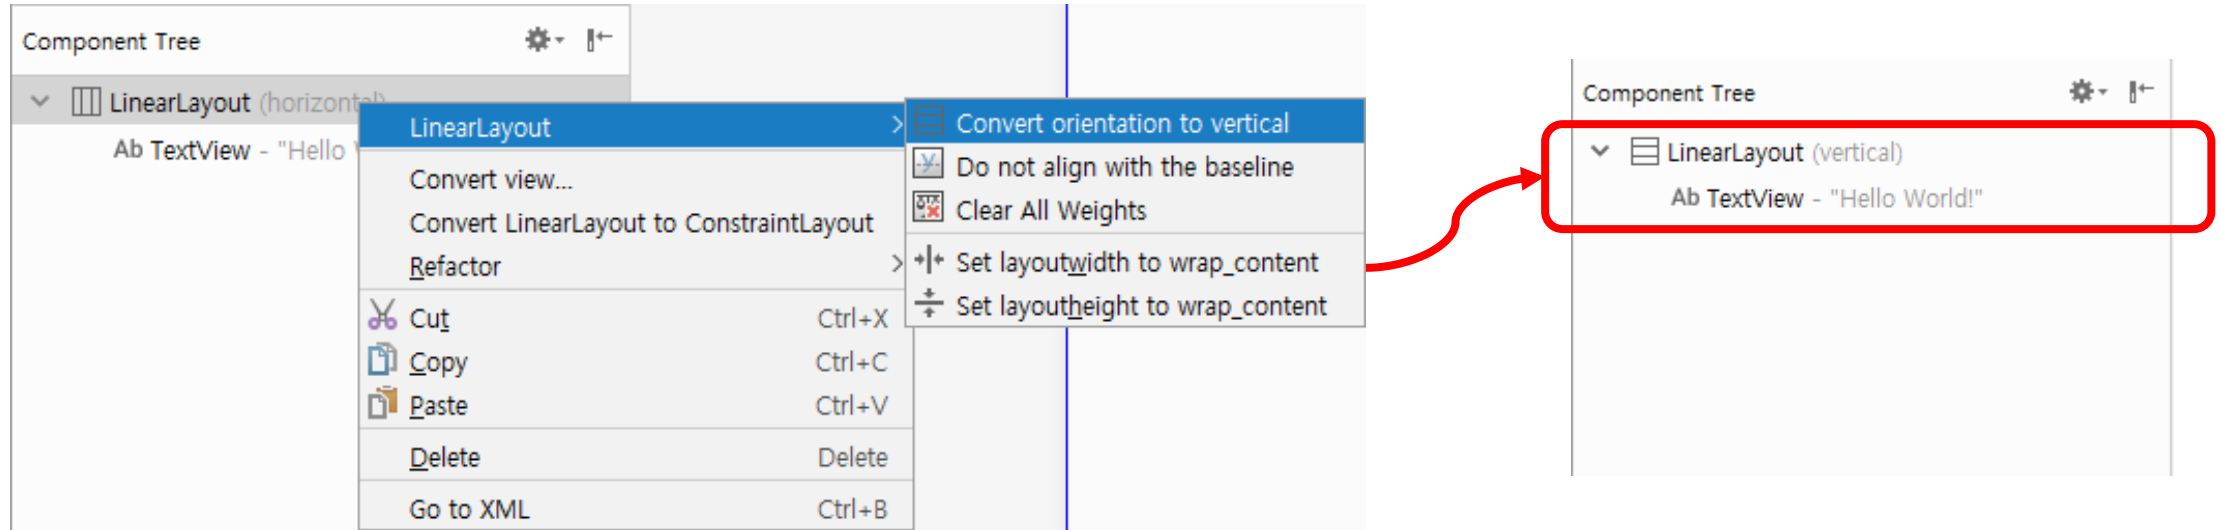 Component Tree
LinearLayout (horizontal)
Ab TextView - "Hello
LinearLayout
Convert view...
Convert LinearLayout to ConstraintLayout
Refactor
Cut Ctrl+X
Copy Ctrl+C
Paste Ctrl+V
Delete Delete
Go to XML Ctrl+B
Convert orientation to vertical
Do not align with the baseline
Clear All Weights
Set layoutwidth to wrap_content
Set layoutheight to wrap_content
Component Tree
LinearLayout (vertical)
Ab TextView - "Hello World!"